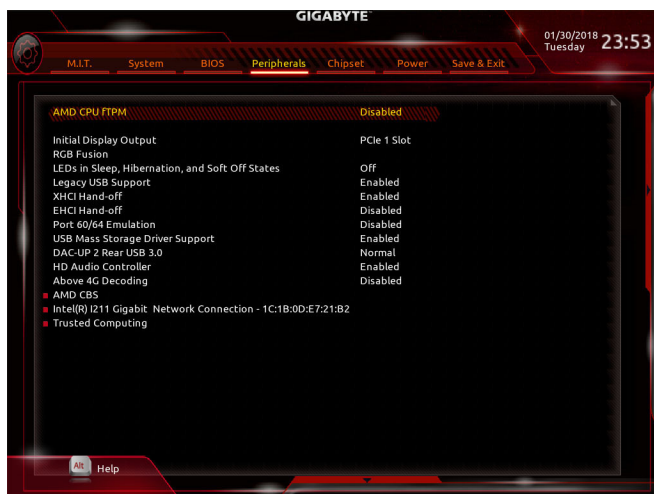 GIGABYTE
01/30/2018
Tuesday
23:53
M.I.T. System BIOS Peripherals Chipset Power Save & Exit
AMD CPU fTPM Disabled
Initial Display Output PCIe 1 Slot
RGB Fusion
LEDs in Sleep, Hibernation, and Soft Off States Off
Legacy USB Support Enabled
XHCI Hand-off Enabled
EHCI Hand-off Disabled
Port 60/64 Emulation Disabled
USB Mass Storage Driver Support Enabled
DAC-UP 2 Rear USB 3.0 Normal
HD Audio Controller Enabled
Above 4G Decoding Disabled
AMD CBS
Intel(R) I211 Gigabit Network Connection - 1C:1B:0D:E7:21:B2
Trusted Computing
Alt Help